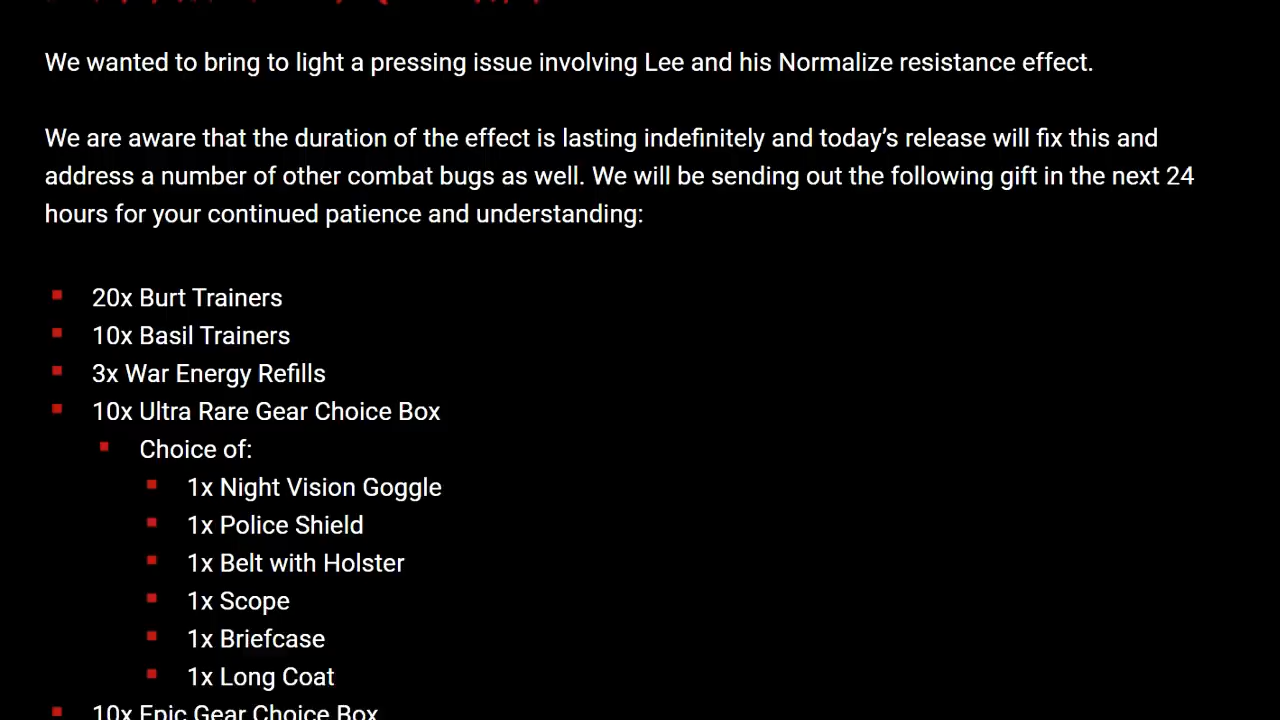 We wanted to bring to light a pressing issue involving Lee and his Normalize resistance effect.
We are aware that the duration of the effect is lasting indefinitely and today’s release will fix this and
address a number of other combat bugs as well. We will be sending out the following gift in the next 24
hours for your continued patience and understanding:
20x Burt Trainers
10x Basil Trainers
3x War Energy Refills
10x Ultra Rare Gear Choice Box
Choice of:
1x Night Vision Goggle
1x Police Shield
1x Belt with Holster
1x Scope
1x Briefcase
1x Long Coat
10x Epic Gear Choice Box